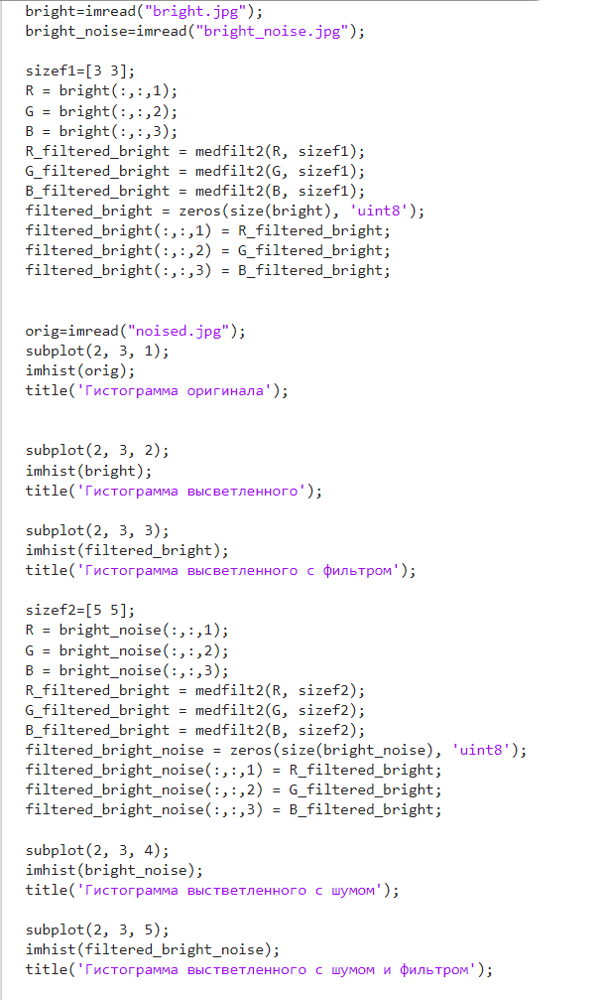 bright=imread("bright.jpg");
bright_noise=imread("bright_noise.jpg");
sizef1=[3 3];
R = bright(:,:,1);
G = bright(:,:,2);
B = bright(:,:,3);
R_filtered_bright = medfilt2(R, sizef1);
G_filtered_bright = medfilt2(G, sizef1);
B_filtered_bright = medfilt2(B, sizef1);
filtered_bright = zeros(size(bright), 'uint8');
filtered_bright(:,:,1) = R_filtered_bright;
filtered_bright(:,:,2) = G_filtered_bright;
filtered_bright(:,:,3) = B_filtered_bright;
orig=imread("noised.jpg");
subplot(2, 3, 1);
imhist(orig);
title('Гистограмма оригинала');
subplot(2, 3, 2);
imhist(bright);
title('Гистограмма высветленного');
subplot(2, 3, 3);
imhist(filtered_bright);
title('Гистограмма высветленного с фильтром');
sizef2=[5 5];
R = bright_noise(:,:,1);
G = bright_noise(:,:,2);
B = bright_noise(:,:,3);
R_filtered_bright = medfilt2(R, sizef2);
G_filtered_bright = medfilt2(G, sizef2);
B_filtered_bright = medfilt2(B, sizef2);
filtered_bright_noise = zeros(size(bright_noise), 'uint8');
filtered_bright_noise(:,:,1) = R_filtered_bright;
filtered_bright_noise(:,:,2) = G_filtered_bright;
filtered_bright_noise(:,:,3) = B_filtered_bright;
subplot(2, 3, 4);
imhist(bright_noise);
title('Гистограмма выстветленного с шумом');
subplot(2, 3, 5);
imhist(filtered_bright_noise);
title('Гистограмма выстветленного с шумом и фильтром');